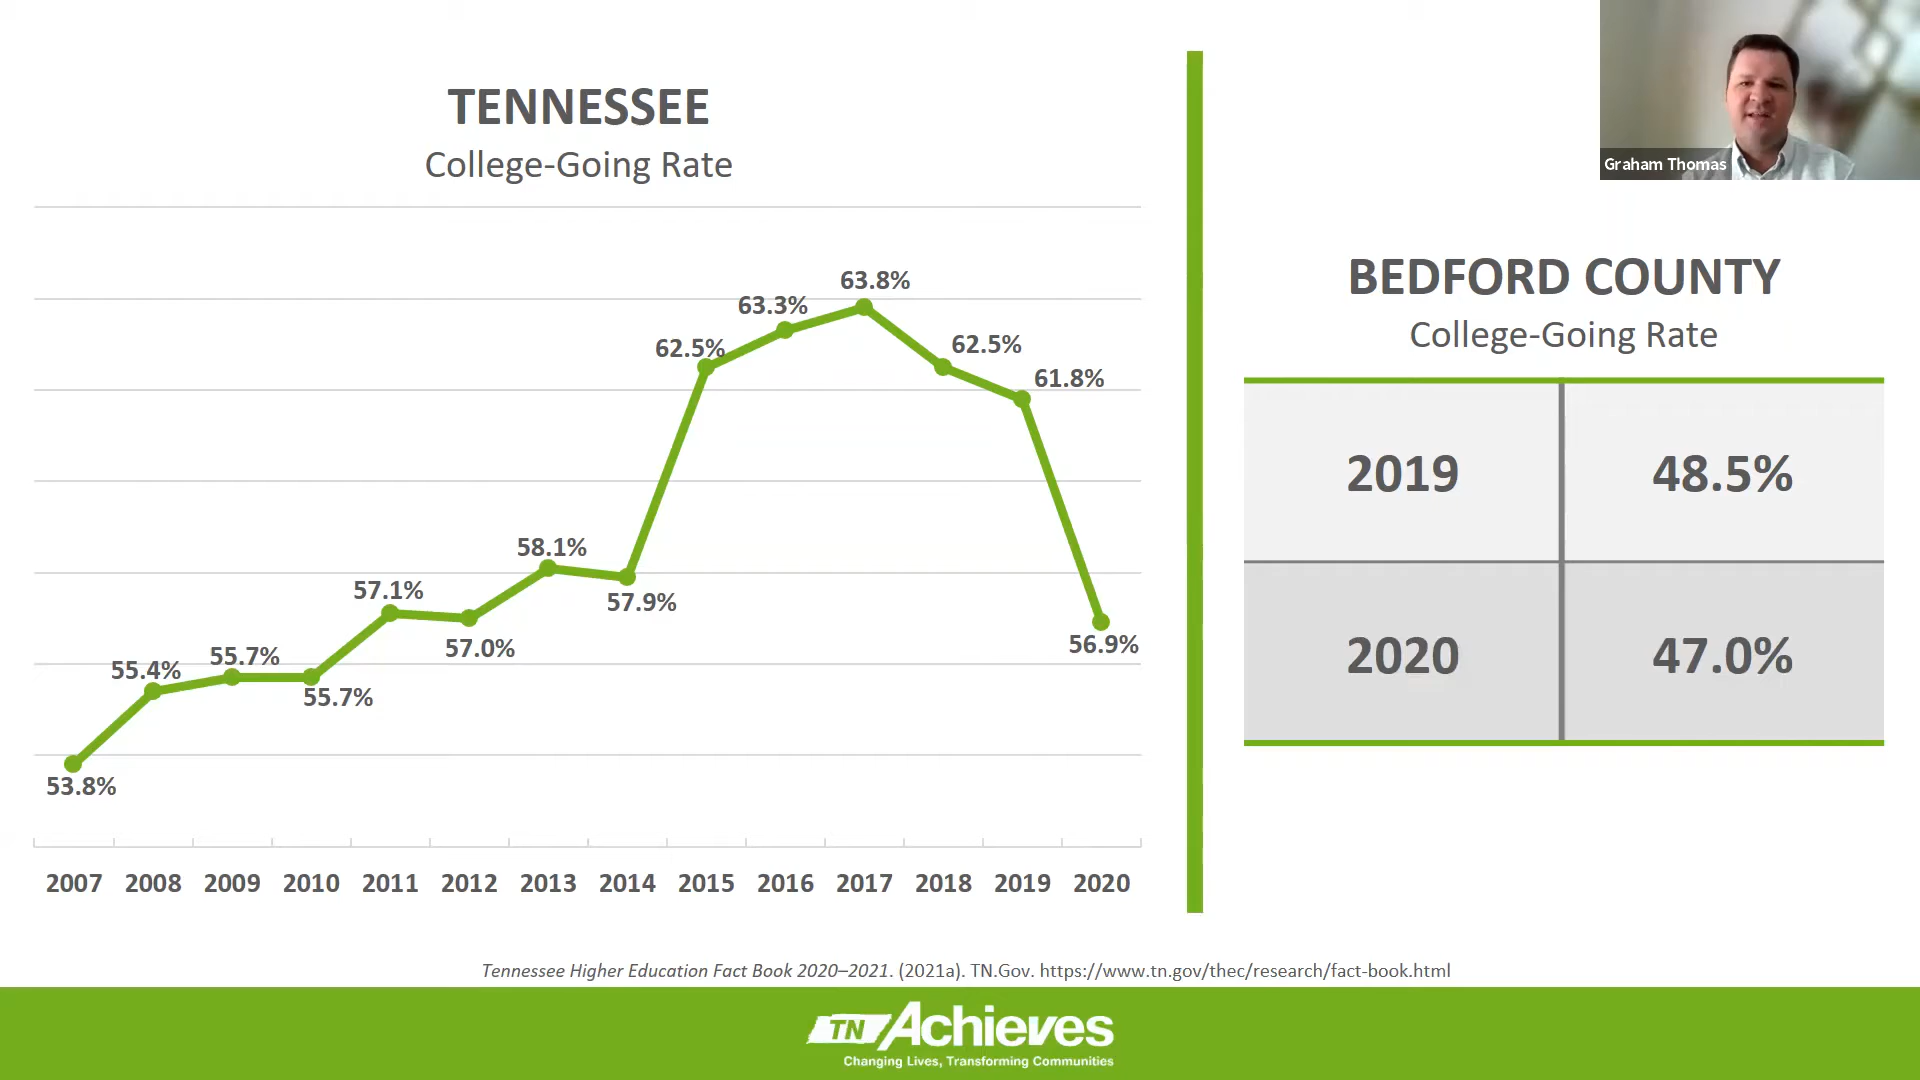 TENNESSEE
College-Going Rate
63.8%
63.3%
62.5%
62.5%
61.8%
58.1%
57.9%
57.1%
57.0%
56.9%
55.7%
55.4%
55.7%
53.8%
2007 2008 2009 2010 2011 2012 2013 2014 2015 2016 2017 2018 2019 2020
Graham Thomas
BEDFORD COUNTY
College-Going Rate
2019 48.5%
2020 47.0%
Tennessee Higher Education Fact Book 2020–2021. (2021a). TN.Gov. https://www.tn.gov/thec/research/fact-book.html
TN Achieves
Changing Lives, Transforming Communities